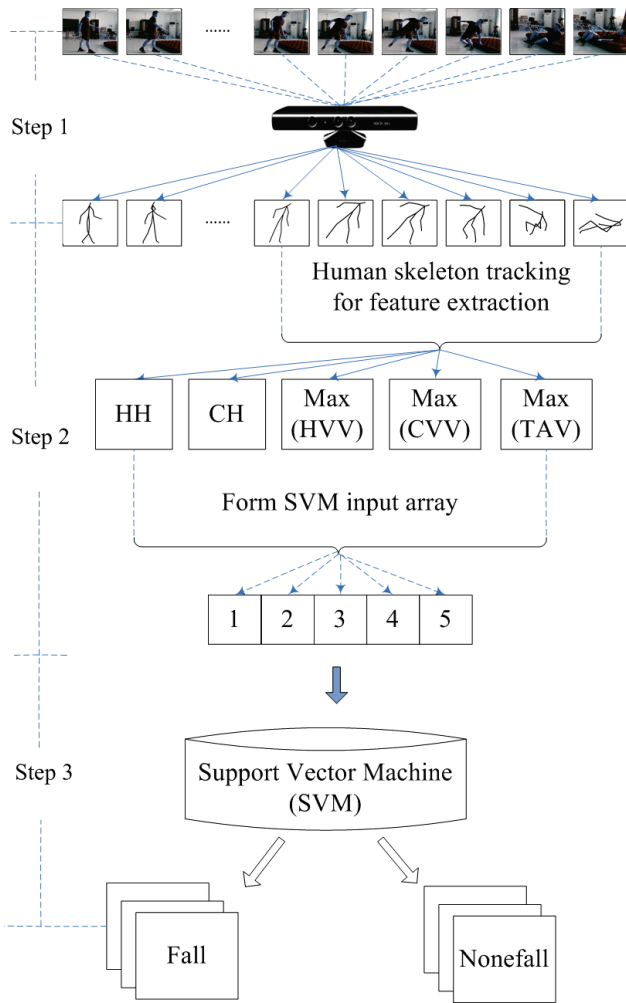 ......
Step 1
......
Human skeleton tracking
for feature extraction
HH
CH
Max
(HVV)
Max
(CVV)
Max
(TAV)
Step 2
Form SVM input array
1 2 3 4 5
Step 3
Support Vector Machine
(SVM)
Fall
Nonefall